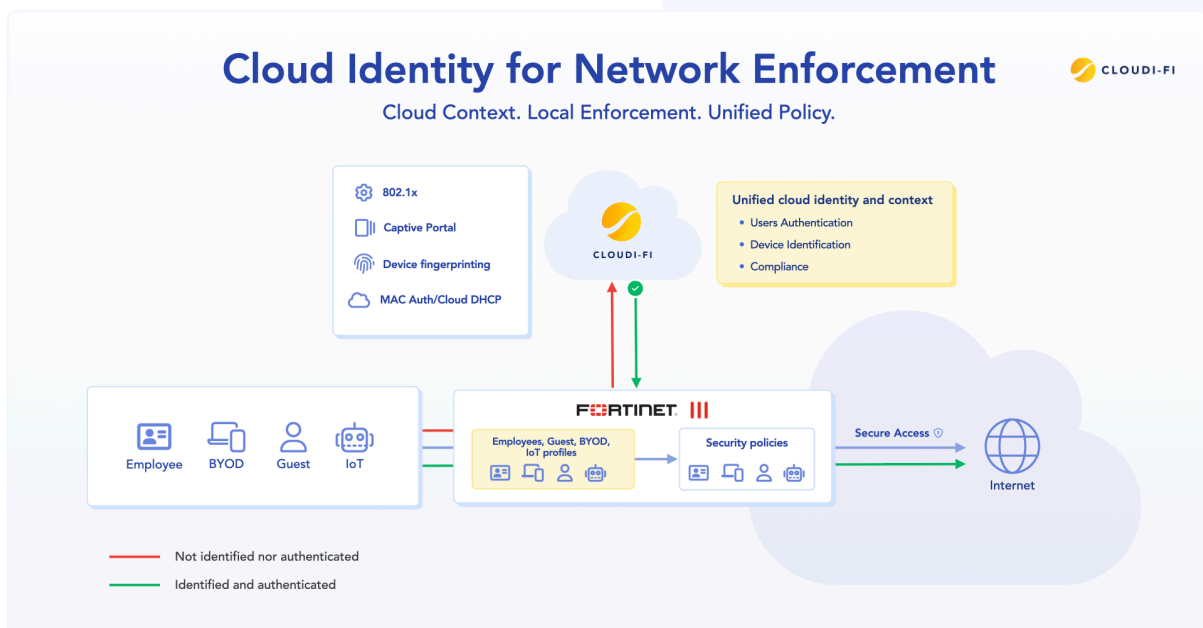 Cloud Identity for Network Enforcement
CLOUDI-FI
Cloud Context. Local Enforcement. Unified Policy.
802.1x
Captive Portal
Device fingerprinting
MAC Auth/Cloud DHCP
CLOUDI-FI
Unified cloud identity and context
• Users Authentication
• Device Identification
• Compliance
Employee
BYOD
Guest
IoT
FORTINET
Employees, Guest, BYOD,
IoT profiles
Security policies
Secure Access
Internet
Not identified nor authenticated
Identified and authenticated